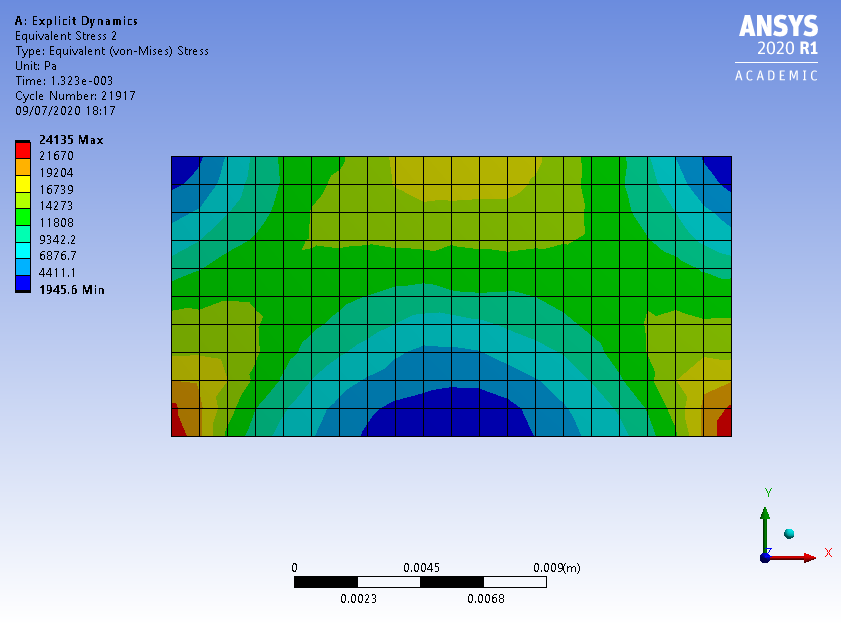 A: Explicit Dynamics
Equivalent Stress 2
Type: Equivalent (von-Mises) Stress
Unit: Pa
Time: 1.323e-003
Cycle Number: 21917
09/07/2020 18:17
ANSYS
2020 R1
ACADEMIC
24135 Max
21670
19204
16739
14273
11808
9342.2
6876.7
4411.1
1945.6 Min
0 0.0045 0.009(m)
0.0023 0.0068
Y
X
Z